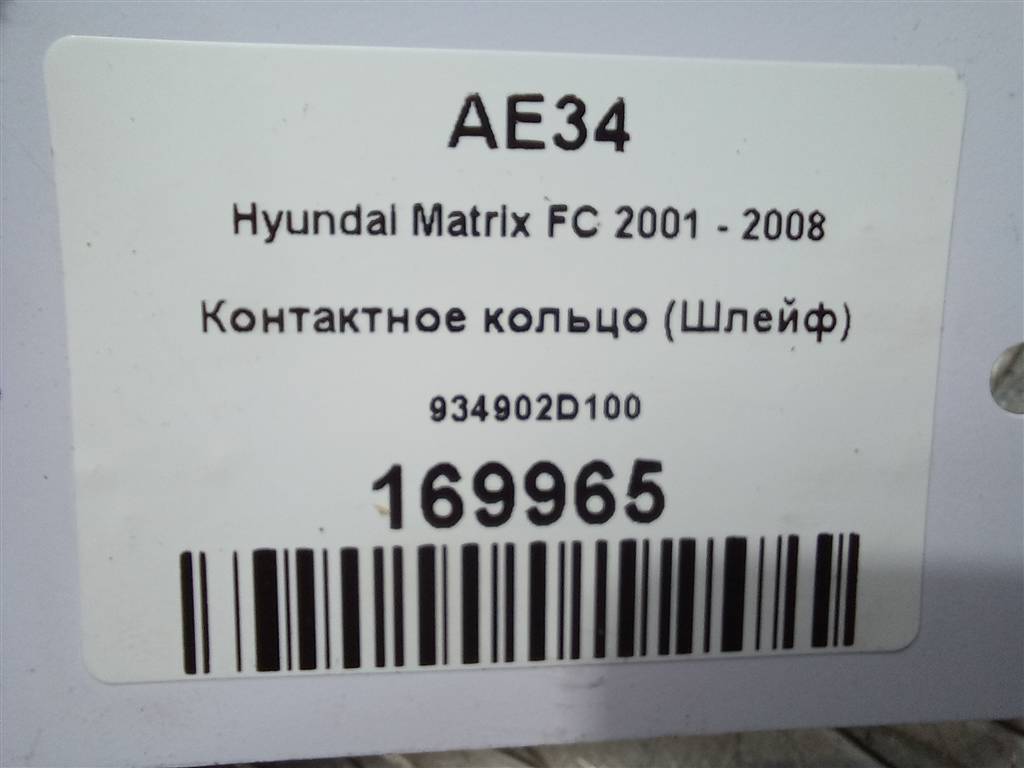 AE34
Hyundai Matrix FC 2001 - 2008
Контактное кольцо (Шлейф)
934902D100
169965